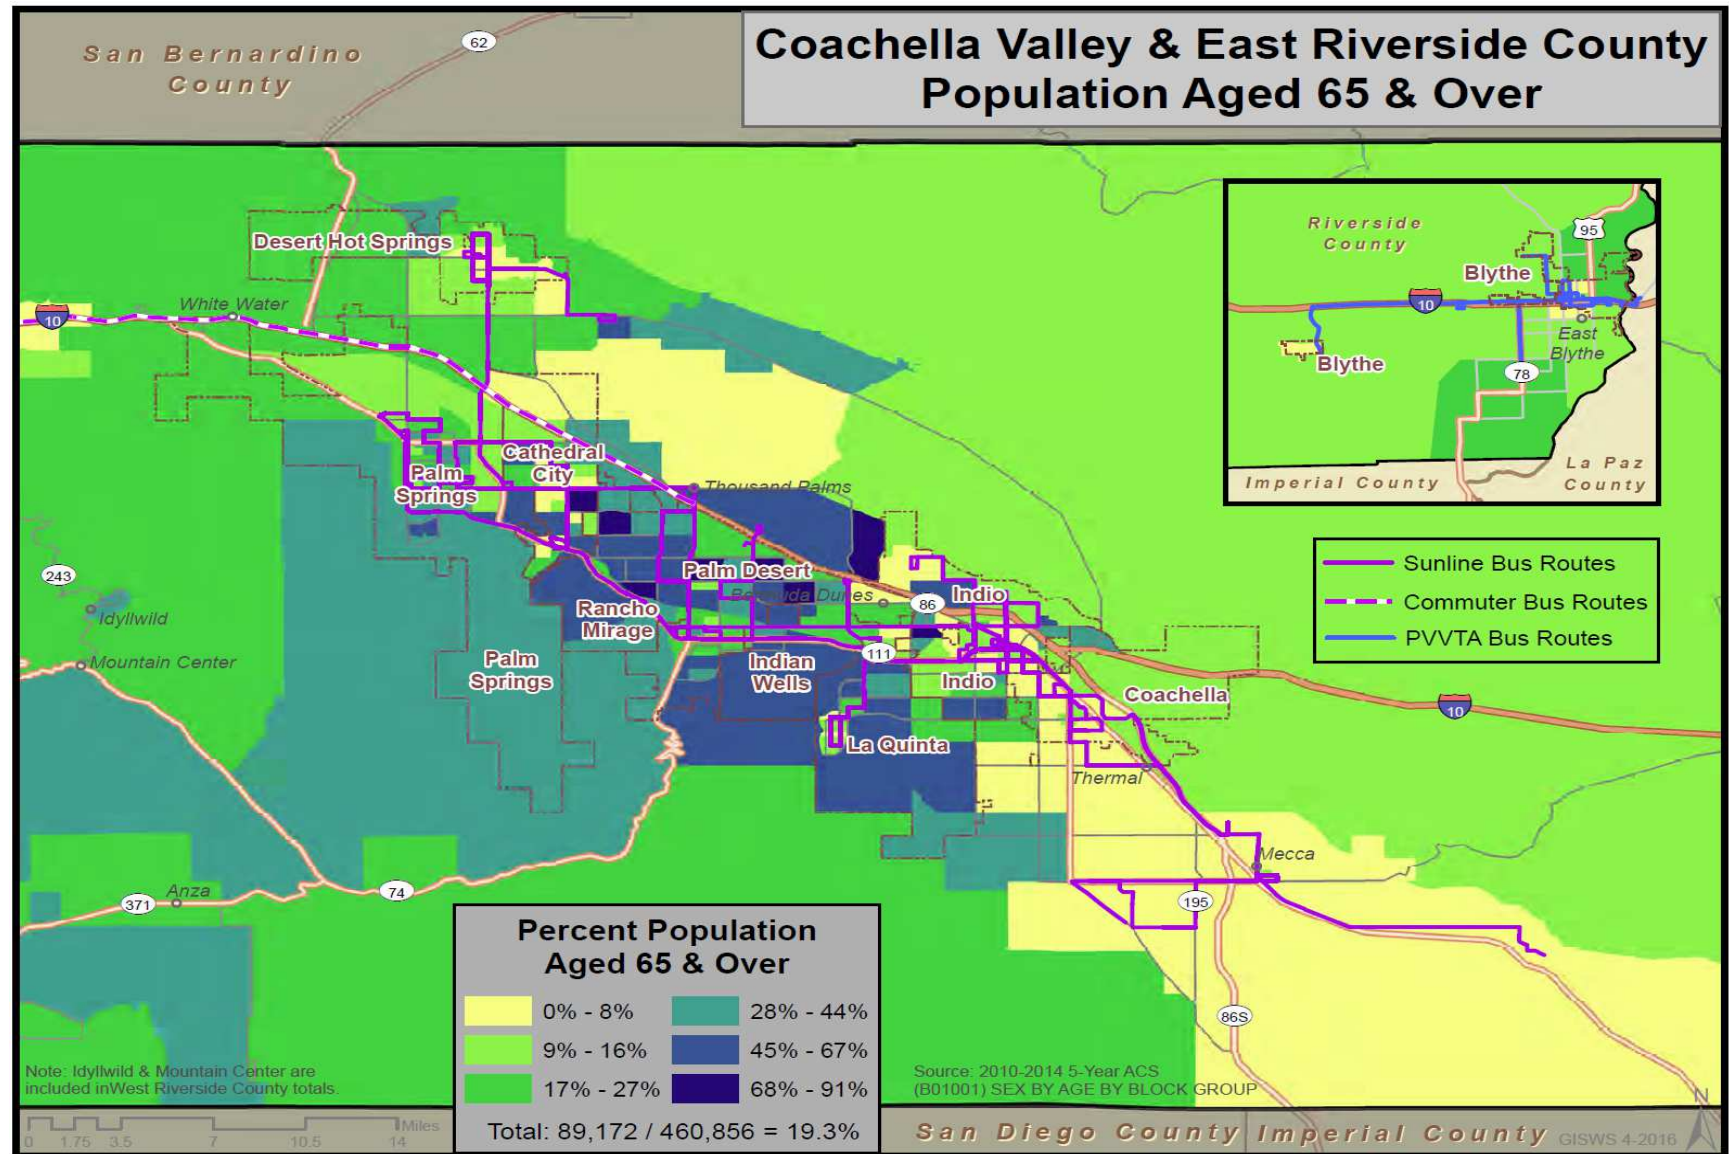 Coachella Valley & East Riverside County
Population Aged 65 & Over
San Bernardino
County
62
Riverside
County
95
Blythe
10
East
Blythe
Blythe
78
La Paz
County
Imperial County
Desert Hot Springs
White Water
10
Cathedral
City
Palm
Springs
Thousand Palms
Sunline Bus Routes
Commuter Bus Routes
PVVTA Bus Routes
243
Idyllwild
Mountain Center
Palm Desert
Bermuda Dunes
86
Indio
Rancho
Mirage
111
Palm
Springs
Indian
Wells
Indio
Coachella
10
La Quinta
Thermal
Mecca
195
Anza
371
74
86S
Percent Population
Aged 65 & Over
0% - 8%
28% - 44%
9% - 16%
45% - 67%
17% - 27%
68% - 91%
Total: 89,172 / 460,856 = 19.3%
Note: Idyllwild & Mountain Center are
included inWest Riverside County totals.
Source: 2010-2014 5-Year ACS
(B01001) SEX BY AGE BY BLOCK GROUP
Miles
0 1.75 3.5 7 10.5 14
San Diego County
Imperial County
GISWS 4-2016
N